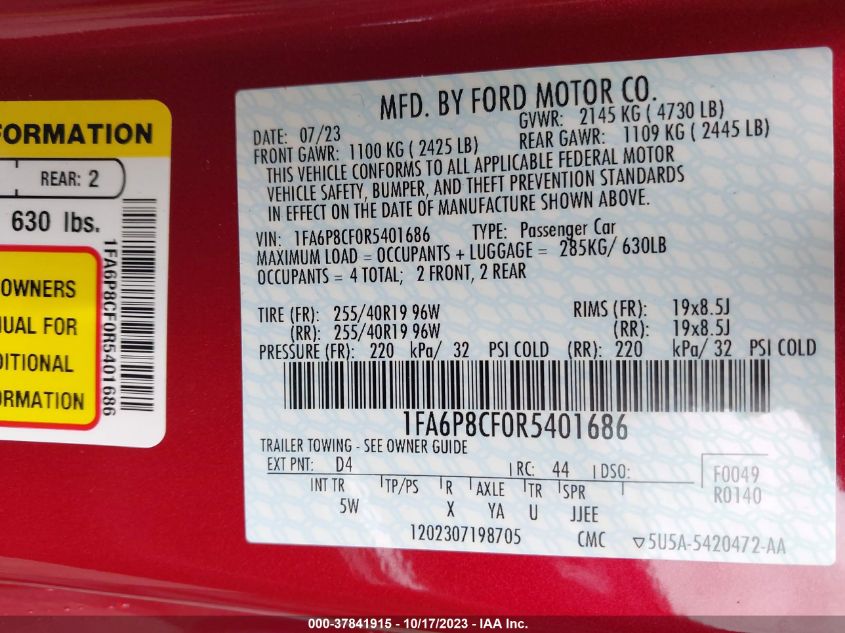 FORMATION
REAR: 2
630 lbs.
1FA6P8CF0R5401686
OWNERS
UAL FOR
DITIONAL
ORMATION
MFD. BY FORD MOTOR CO.
DATE: 07/23 GVWR: 2145 KG ( 4730 LB)
FRONT GAWR: 1100 KG ( 2425 LB) REAR GAWR: 1109 KG ( 2445 LB)
THIS VEHICLE CONFORMS TO ALL APPLICABLE FEDERAL MOTOR
VEHICLE SAFETY, BUMPER, AND THEFT PREVENTION STANDARDS
IN EFFECT ON THE DATE OF MANUFACTURE SHOWN ABOVE.
VIN: 1FA6P8CF0R5401686 TYPE: Passenger Car
MAXIMUM LOAD = OCCUPANTS + LUGGAGE = 285KG/ 630LB
OCCUPANTS = 4 TOTAL; 2 FRONT, 2 REAR
TIRE (FR): 255/40R19 96W RIMS (FR): 19x8.5J
(RR): 255/40R19 96W (RR): 19x8.5J
PRESSURE (FR): 220 kPa/ 32 PSI COLD (RR): 220 kPa/ 32 PSI COLD
1FA6P8CF0R5401686
TRAILER TOWING - SEE OWNER GUIDE
EXT PNT: D4 RC: 44 DSO: F0049
INT TR TP/PS R AXLE TR SPR R0140
5W X YA U JJEE
1202307198705 CMC ▽5U5A-5420472-AA
000-37841915 - 10/17/2023 - IAA Inc.